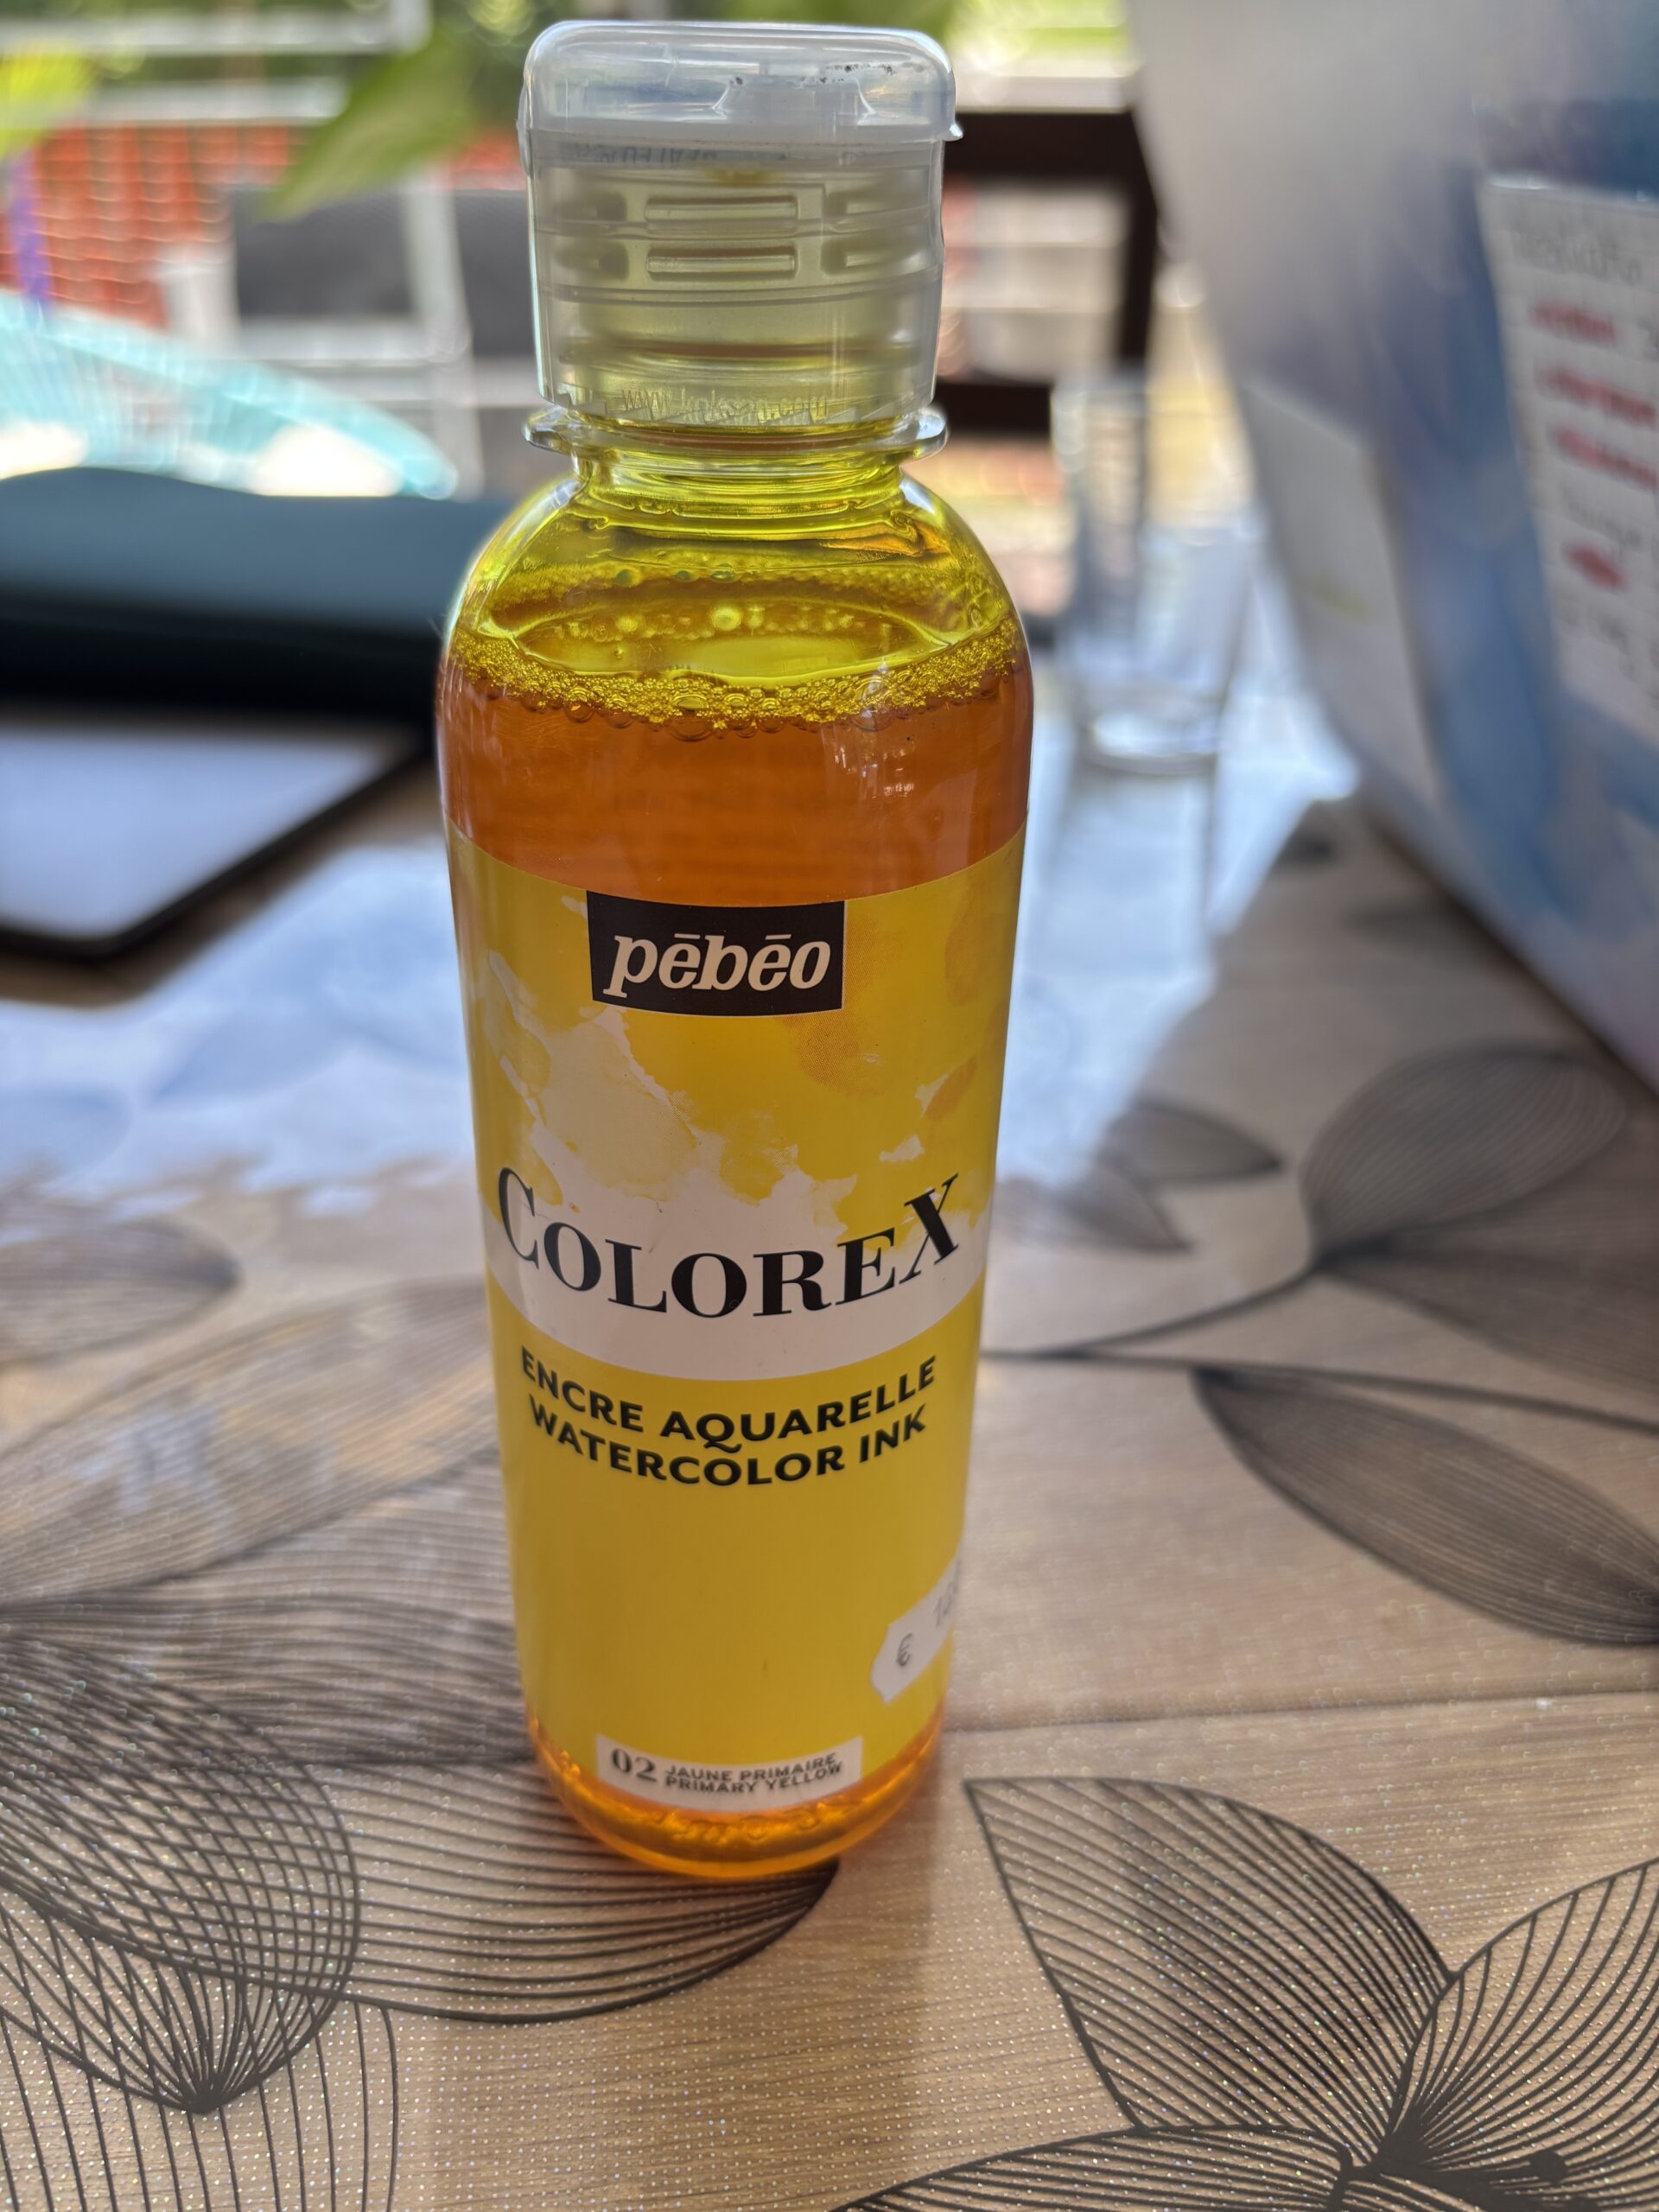 pēbēo
COLOREX
ENCRE AQUARELLE
WATERCOLOR INK
€
02 JAUNE PRIMAIRE
PRIMARY YELLOW